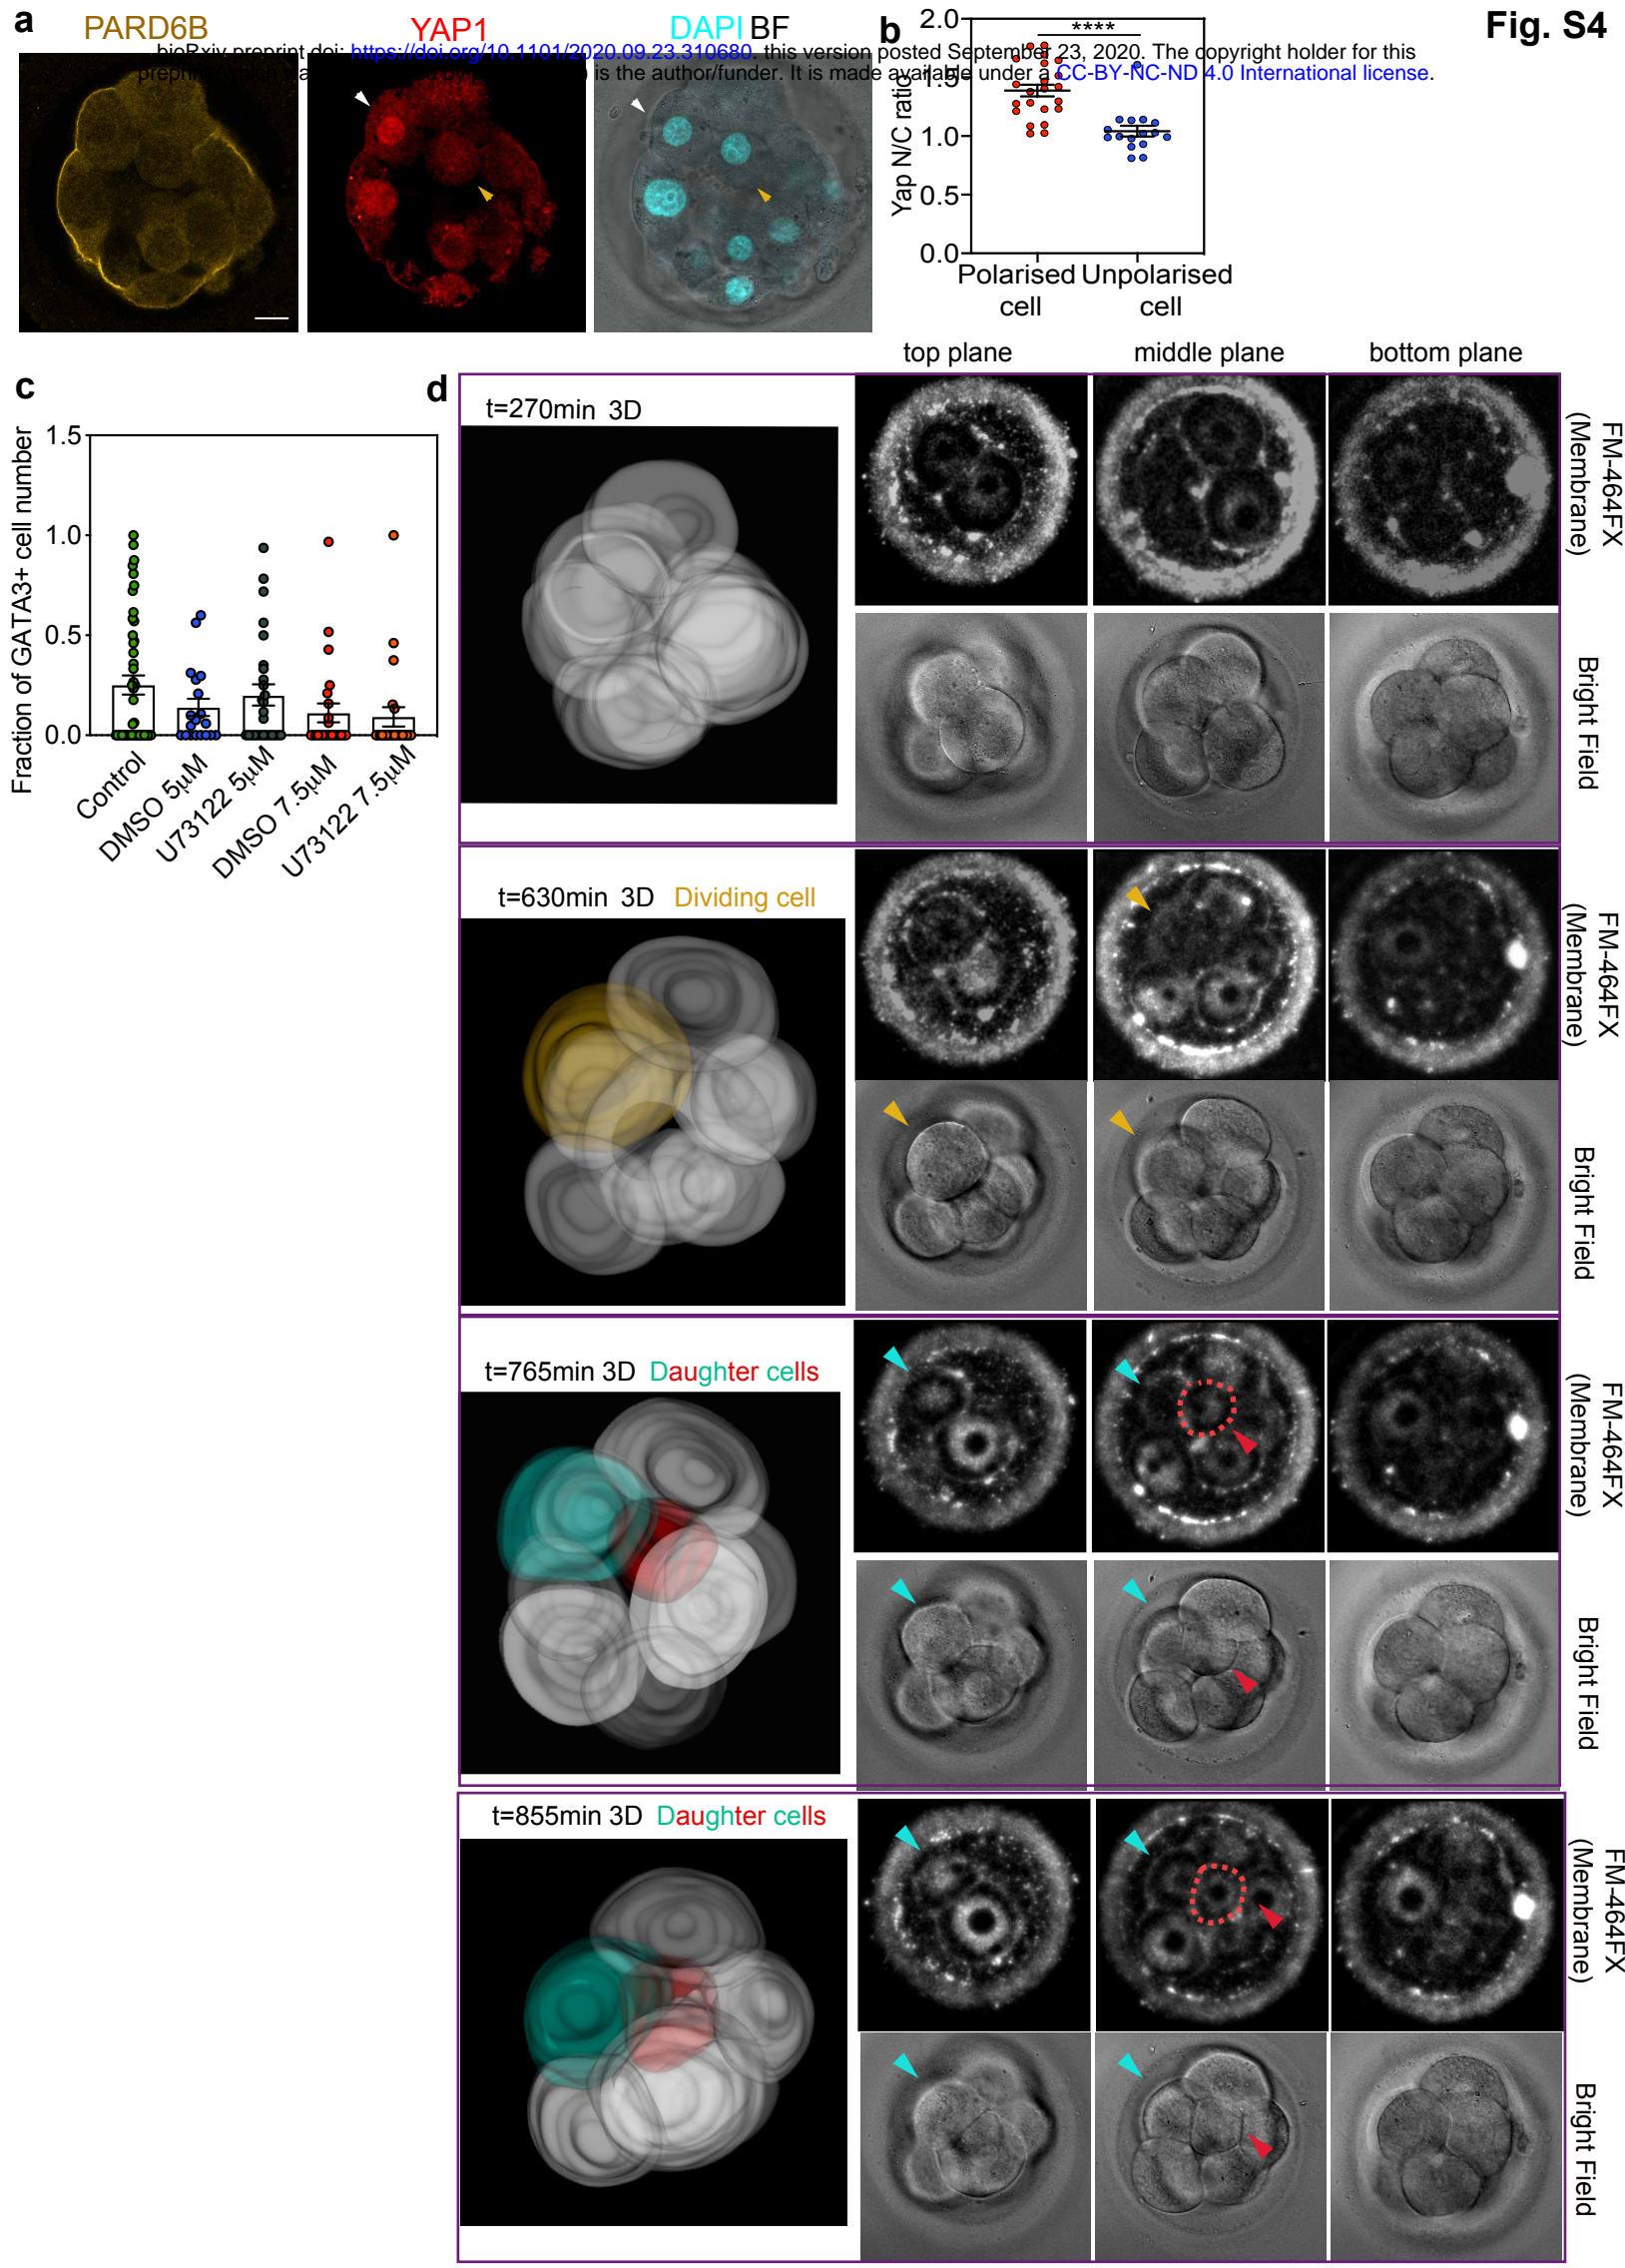 Fig. S4
a
PARD6B
YAP1
DAPI BF
bioRxiv preprint doi: https://doi.org/10.1101/2020.09.23.310680. this version posted September 23, 2020. The copyright holder for this
preprint (which wa
) is the author/funder. It is made available under a CC-BY-NC-ND 4.0 International license.
b
****
Yap N/C ratio
2.0
1.5
1.0
0.5
0.0
Polarised cell
Unpolarised cell
c
Fraction of GATA3+ cell number
1.5
1.0
0.5
0.0
Control
DMSO 5μM
U73122 5μM
DMSO 7.5μM
U73122 7.5μM
d
top plane
middle plane
bottom plane
t=270min 3D
FM-464FX
(Membrane)
Bright Field
t=630min 3D Dividing cell
FM-464FX
(Membrane)
Bright Field
t=765min 3D Daughter cells
FM-464FX
(Membrane)
Bright Field
t=855min 3D Daughter cells
FM-464FX
(Membrane)
Bright Field